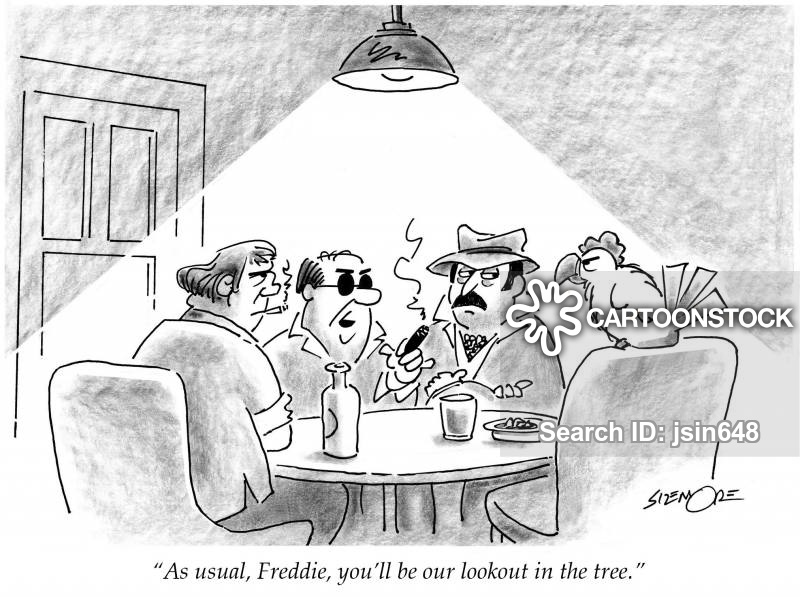 CARTOONSTOCK
Search ID: jsin648
SIZEMORE
“As usual, Freddie, you’ll be our lookout in the tree.”